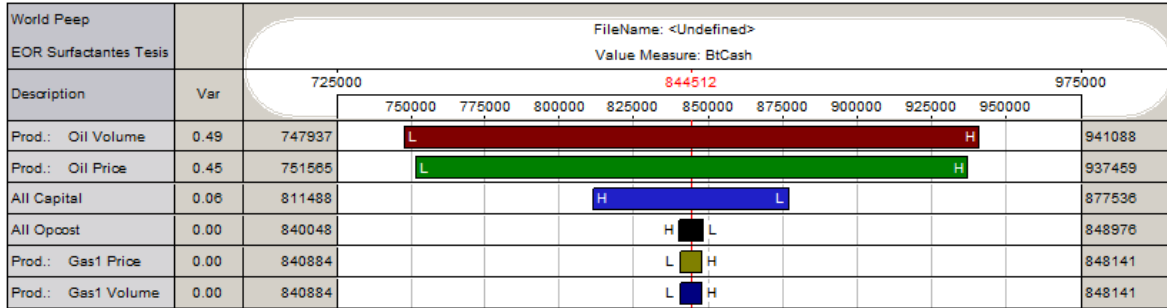 World Peep
EOR Surfactantes Tesis
FileName: <Undefined>
Value Measure: BtCash
Description Var
725000 844512 975000
750000 775000 800000 825000 850000 875000 900000 925000 950000
Prod.: Oil Volume 0.49 747937 L H 941088
Prod.: Oil Price 0.45 751565 L H 937459
All Capital 0.06 811488 H L 877536
All Opcost 0.00 840048 H L 848976
Prod.: Gas1 Price 0.00 840884 L H 848141
Prod.: Gas1 Volume 0.00 840884 L H 848141